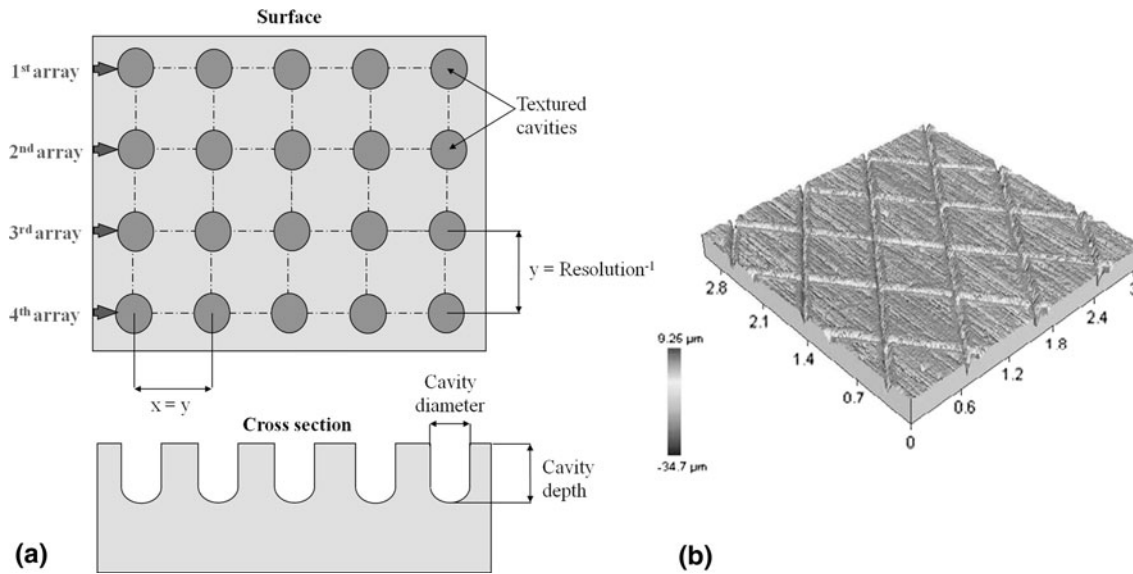 Surface
1st array
2nd array
3rd array
4th array
Textured
cavities
y = Resolution-1
x = y
Cavity
diameter
Cross section
Cavity
depth
(a)
2.8
2.1
1.4
0.7
0
0.6
1.2
1.8
2.4
3
9.26 µm
-34.7 µm
(b)